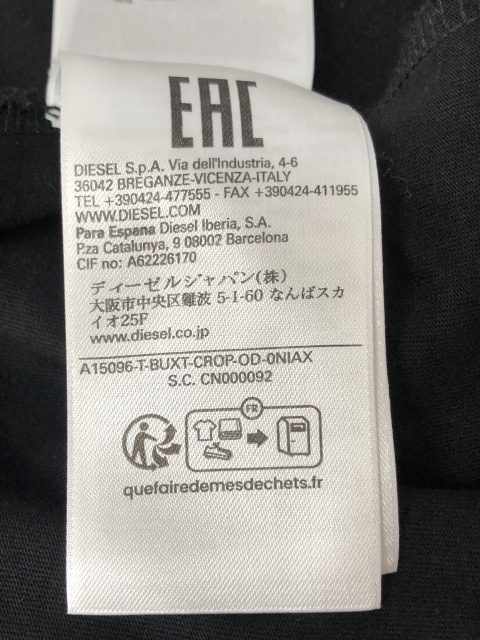 EAC
DIESEL S.p.A. Via dell'Industria, 4-6
36042 BREGANZE-VICENZA-ITALY
TEL +390424-477555 - FAX +390424-411955
WWW.DIESEL.COM
Para Espana Diesel Iberia, S.A.
P.za Catalunya, 9 08002 Barcelona
CIF no: A62226170
ディーゼルジャパン(株)
大阪市中央区難波 5-1-60 なんばスカ
イオ25F
www.diesel.co.jp
A15096-T-BUXT-CROP-OD-0NIAX
S.C. CN000092
FR
quefairedemesdechets.fr